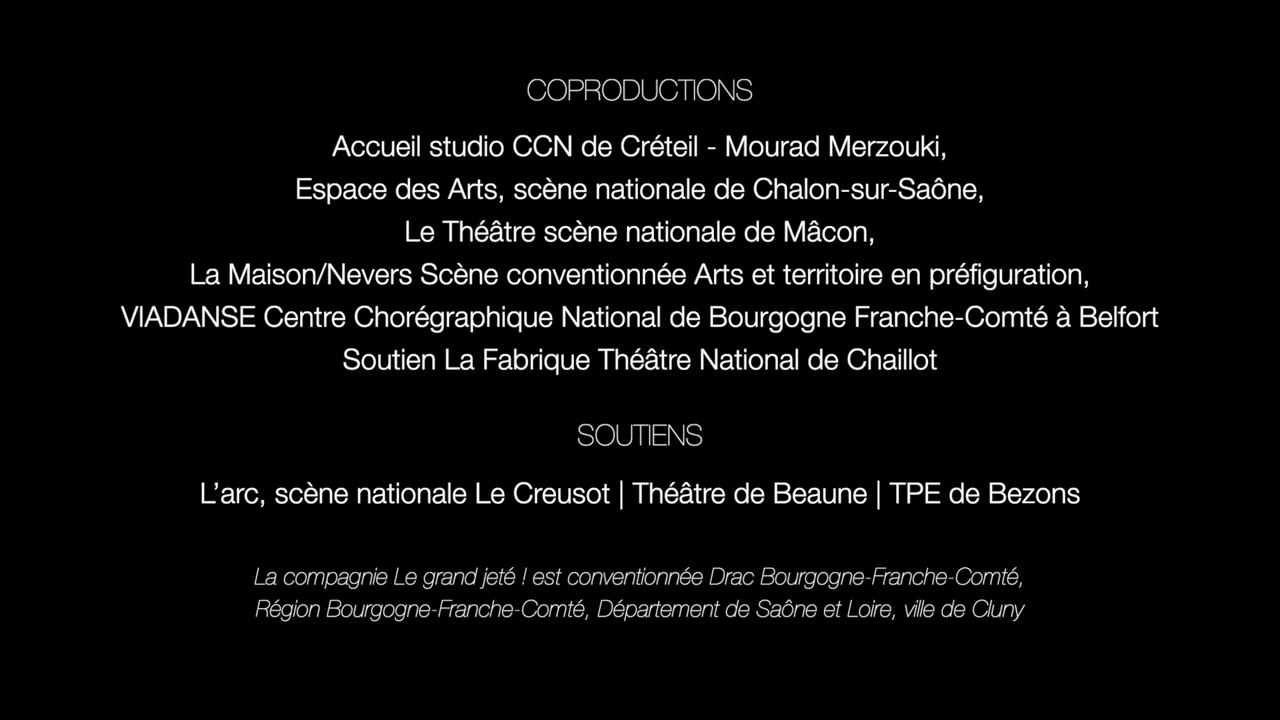 COPRODUCTIONS
Accueil studio CCN de Créteil - Mourad Merzouki,
Espace des Arts, scène nationale de Chalon-sur-Saône,
Le Théâtre scène nationale de Mâcon,
La Maison/Nevers Scène conventionnée Arts et territoire en préfiguration,
VIADANSE Centre Chorégraphique National de Bourgogne Franche-Comté à Belfort
Soutien La Fabrique Théâtre National de Chaillot
SOUTIENS
L’arc, scène nationale Le Creusot | Théâtre de Beaune | TPE de Bezons
La compagnie Le grand jeté ! est conventionnée Drac Bourgogne-Franche-Comté,
Région Bourgogne-Franche-Comté, Département de Saône et Loire, ville de Cluny